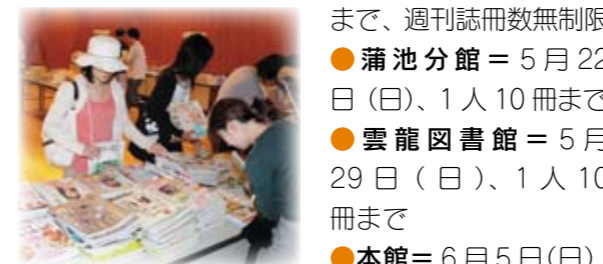 まで、週刊誌冊数無制限
●蒲池分館＝5月22
日（日）、1人10冊まで
●雲龍図書館＝5月
29日（日）、1人10
冊まで
●本館＝6月5日(日)